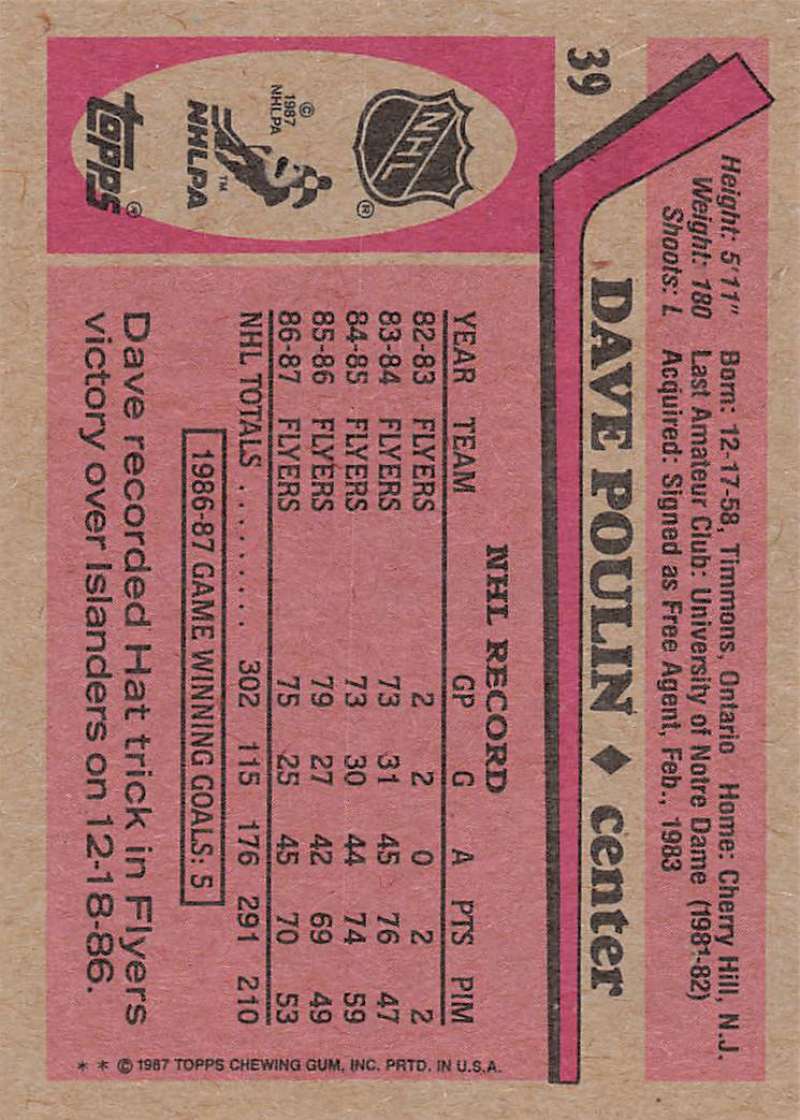 39
Height: 5'11" Born: 12-17-58, Timmons, Ontario Home: Cherry Hill, N.J.
Weight: 180 Last Amateur Club: University of Notre Dame (1981-82)
Shoots: L Acquired: Signed as Free Agent, Feb., 1983
DAVE POULIN ♦ center
NHL
®
© 1987 NHLPA
™
NHLPA
TOPPS®
NHL RECORD
YEAR TEAM GP G A PTS PIM
82-83 FLYERS 2 2 0 2 2
83-84 FLYERS 73 31 45 76 47
84-85 FLYERS 73 30 44 74 59
85-86 FLYERS 79 27 42 69 49
86-87 FLYERS 75 25 45 70 53
NHL TOTALS . . . . . . . . . 302 115 176 291 210
1986-87 GAME WINNING GOALS: 5
Dave recorded Hat trick in Flyers
victory over Islanders on 12-18-86.
* * © 1987 TOPPS CHEWING GUM, INC. PRTD. IN U.S.A.